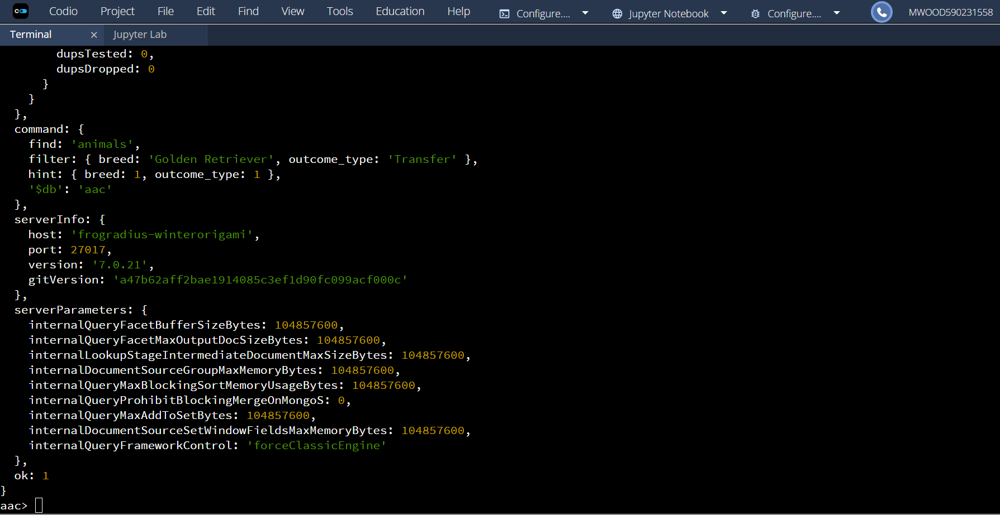 Codio Project File Edit Find View Tools Education Help Configure.... Jupyter Notebook Configure.... MWOOD590231558
Terminal × Jupyter Lab
dupsTested: 0,
dupsDropped: 0
}
}
},
command: {
find: 'animals',
filter: { breed: 'Golden Retriever', outcome_type: 'Transfer' },
hint: { breed: 1, outcome_type: 1 },
'$db': 'aac'
},
serverInfo: {
host: 'frogradius-winterorigami',
port: 27017,
version: '7.0.21',
gitVersion: 'a47b62aff2bae1914085c3ef1d90fc099acf000c'
},
serverParameters: {
internalQueryFacetBufferSizeBytes: 104857600,
internalQueryFacetMaxOutputDocSizeBytes: 104857600,
internalLookupStageIntermediateDocumentMaxSizeBytes: 104857600,
internalDocumentSourceGroupMaxMemoryBytes: 104857600,
internalQueryMaxBlockingSortMemoryUsageBytes: 104857600,
internalQueryProhibitBlockingMergeOnMongoS: 0,
internalQueryMaxAddToSetBytes: 104857600,
internalDocumentSourceSetWindowFieldsMaxMemoryBytes: 104857600,
internalQueryFrameworkControl: 'forceClassicEngine'
},
ok: 1
}
aac>